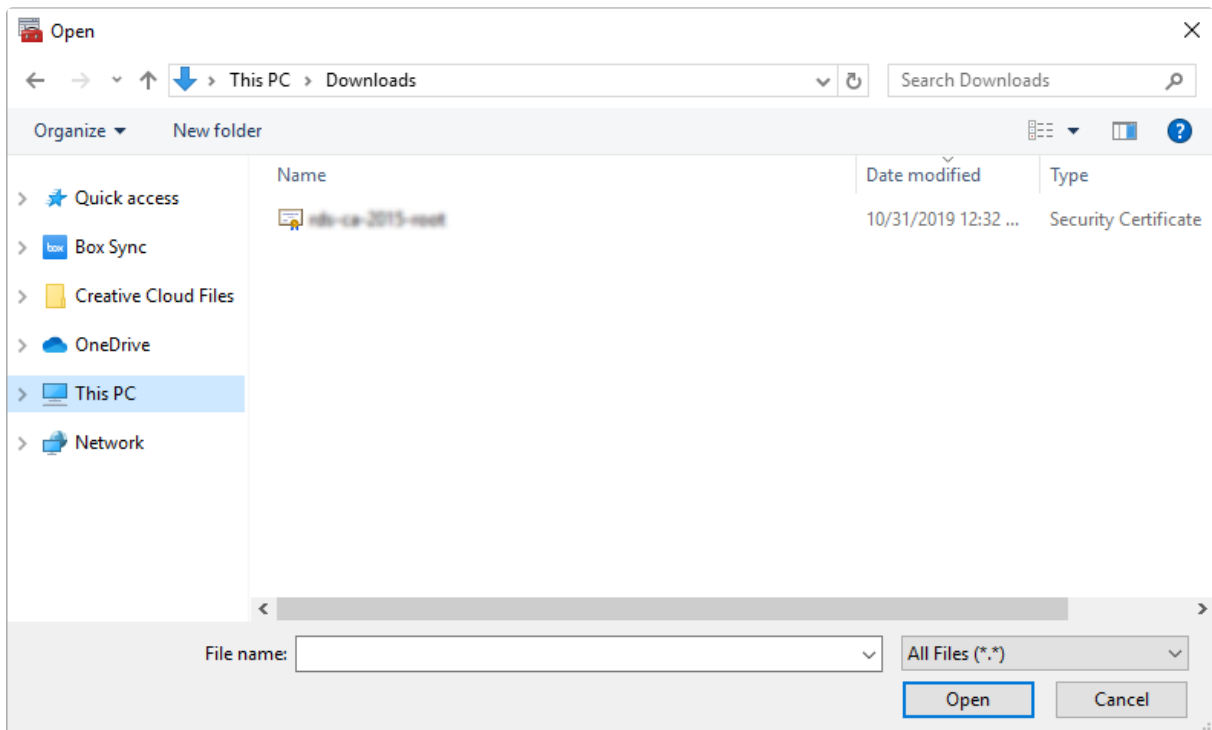 Open
This PC > Downloads
Search Downloads
Organize
New folder
Name
Date modified
Type
Quick access
10/31/2019 12:32 ...
Security Certificate
box
Box Sync
Creative Cloud Files
OneDrive
This PC
Network
File name:
All Files (*.*)
Open
Cancel